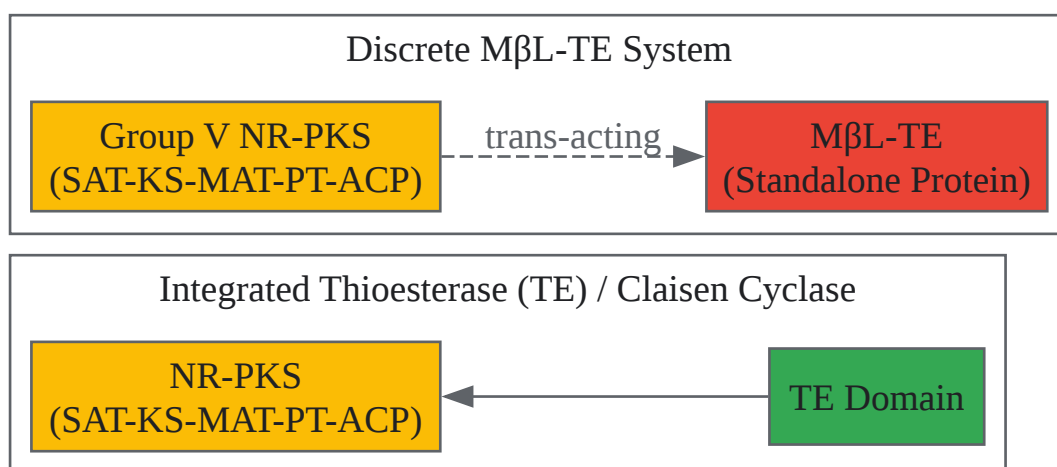 Discrete MβL-TE System
Group V NR-PKS
(SAT-KS-MAT-PT-ACP)
trans-acting
MβL-TE
(Standalone Protein)
Integrated Thioesterase (TE) / Claisen Cyclase
NR-PKS
(SAT-KS-MAT-PT-ACP)
TE Domain